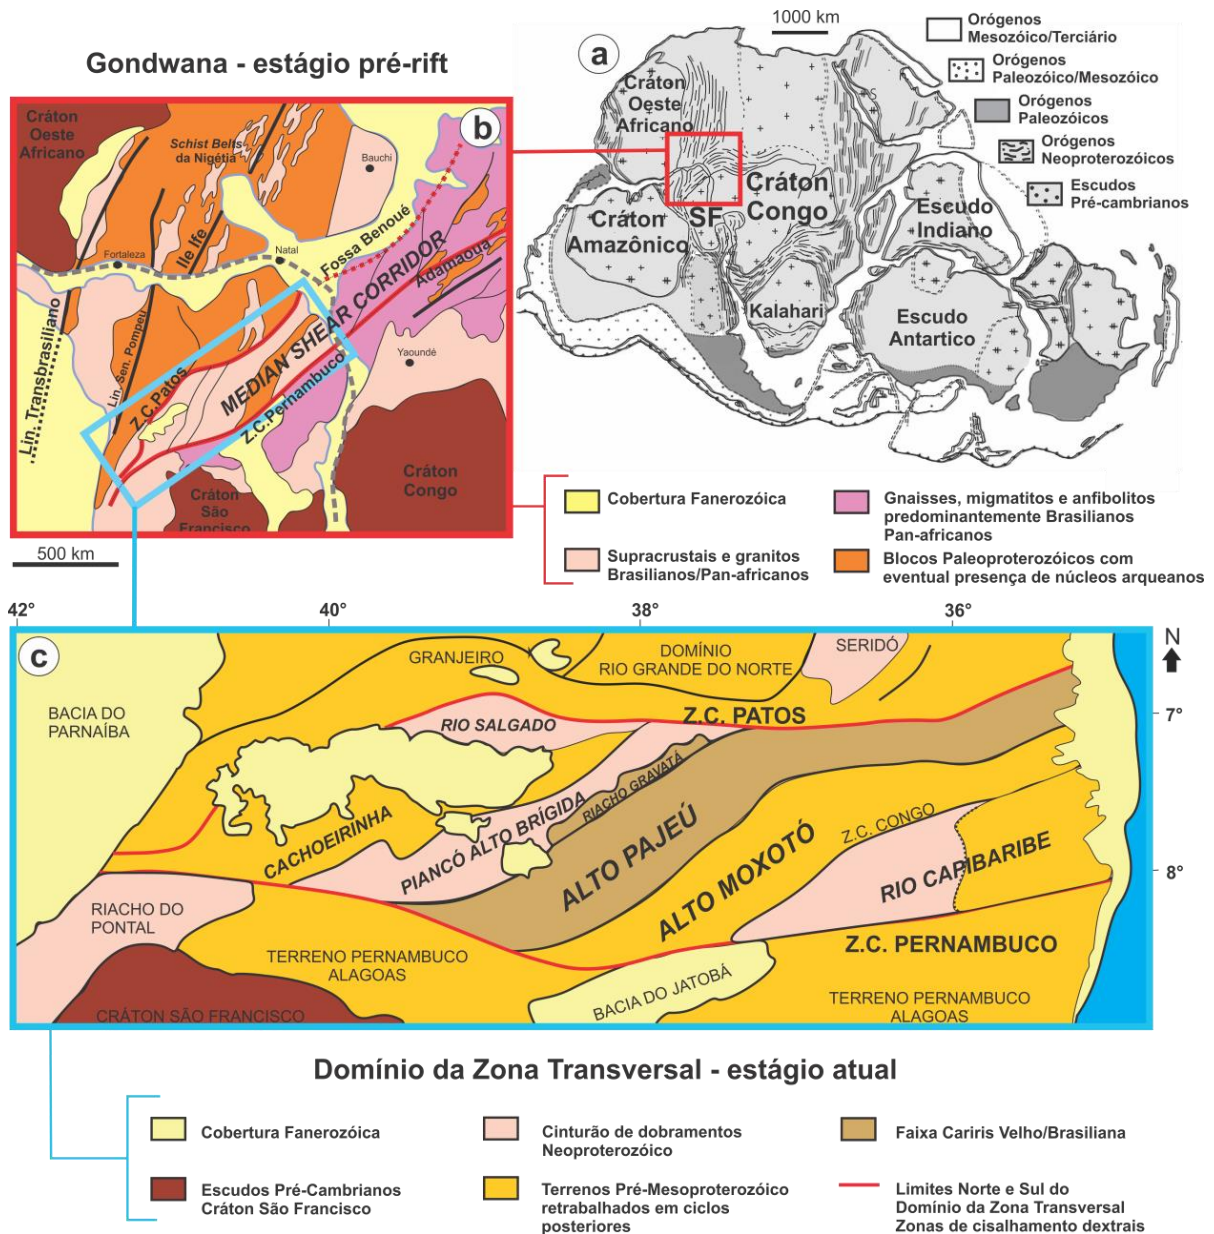 Gondwana - estágio pré-rift
a
1000 km
Orógenos
Mesozóico/Terciário
Orógenos
Paleozóico/Mesozóico
Orógenos
Paleozóicos
Orógenos
Neoproterozóicos
Escudos
Pré-cambrianos
Cráton
Oeste
Africano
Cráton
Amazônico
SF
Cráton
Congo
Kalahari
Escudo
Indiano
Escudo
Antartico
b
Cráton
Oeste
Africano
Schist Belts
da Nigétia
Bauchi
Ile Ife
Fortaleza
Natal
Fossa Benoué
Adamaoua
MEDIAN SHEAR CORRIDOR
Yaoundé
Lin. Transbrasiliano
Lin. Sen. Pompeu
Z.C.Patos
Z.C.Pernambuco
Cráton
São
Francisco
Cráton
Congo
500 km
Cobertura Fanerozóica
Supracrustais e granitos
Brasilianos/Pan-africanos
Gnaisses, migmatitos e anfibolitos
predominantemente Brasilianos
Pan-africanos
Blocos Paleoproterozóicos com
eventual presença de núcleos arqueanos
42°
40°
38°
36°
c
N
7°
8°
BACIA DO
PARNAÍBA
GRANJEIRO
DOMÍNIO
RIO GRANDE DO NORTE
SERIDÓ
RIO SALGADO
Z.C. PATOS
CACHOEIRINHA
PIANCÓ ALTO BRÍGIDA
RIACHO GRAVATÁ
ALTO PAJEÚ
ALTO MOXOTÓ
Z.C. CONGO
RIO CAPIBARIBE
RIACHO DO
PONTAL
TERRENO PERNAMBUCO
ALAGOAS
Z.C. PERNAMBUCO
BACIA DO JATOBÁ
TERRENO PERNAMBUCO
ALAGOAS
CRÁTON SÃO FRANCISCO
Domínio da Zona Transversal - estágio atual
Cobertura Fanerozóica
Escudos Pré-Cambrianos
Cráton São Francisco
Cinturão de dobramentos
Neoproterozóico
Terrenos Pré-Mesoproterozóico
retrabalhados em ciclos
posteriores
Faixa Cariris Velho/Brasiliana
Limites Norte e Sul do
Domínio da Zona Transversal
Zonas de cisalhamento dextrais